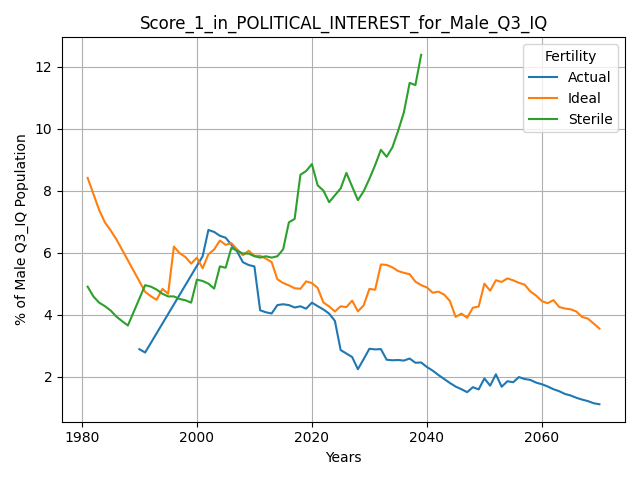 Score_1_in_POLITICAL_INTEREST_for_Male_Q3_IQ
Fertility
Actual
Ideal
Sterile
% of Male Q3_IQ Population
12
10
8
6
4
2
1980
2000
2020
2040
2060
Years